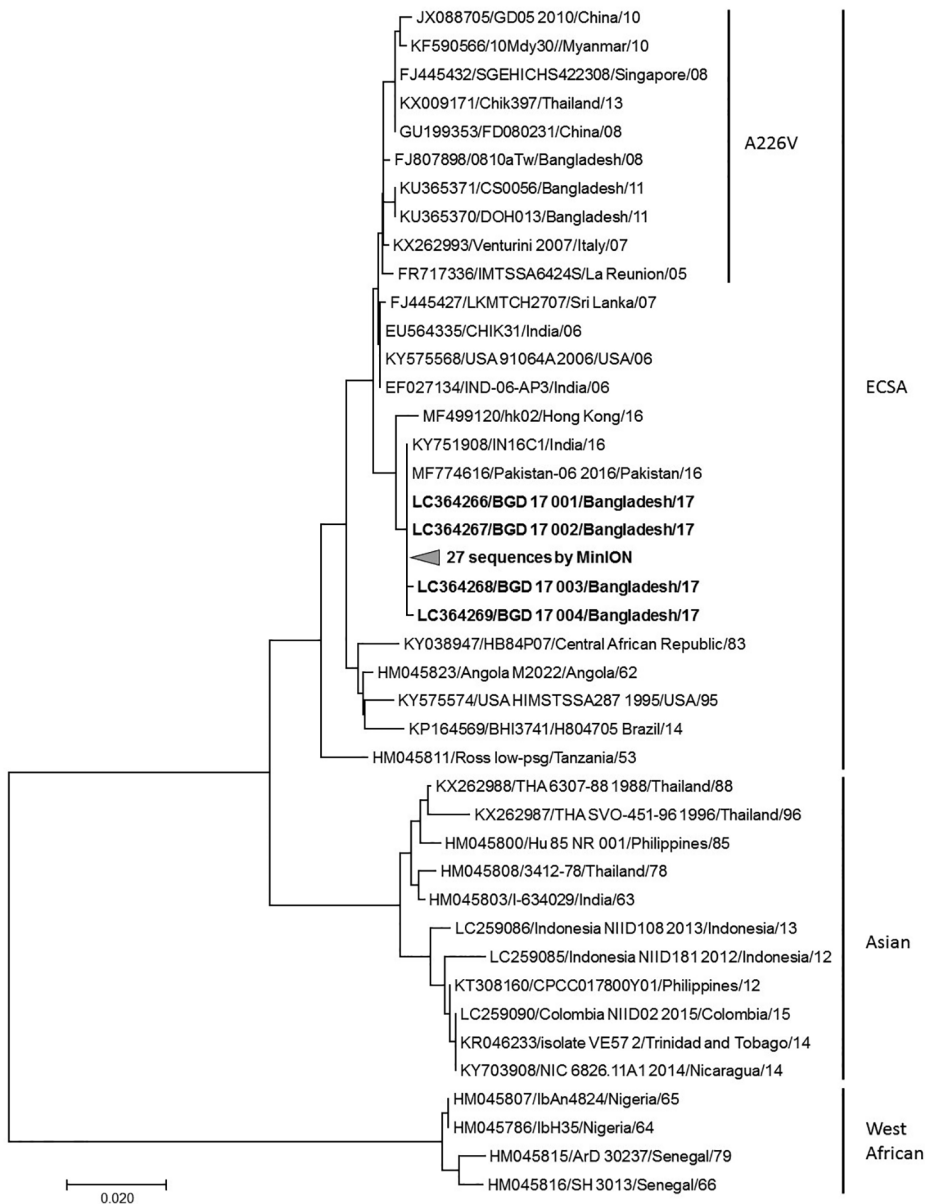 JX088705/GD05 2010/China/10
KF590566/10Mdy30//Myanmar/10
FJ445432/SGEHICHS422308/Singapore/08
KX009171/Chik397/Thailand/13
GU199353/FD080231/China/08
A226V
FJ807898/0810aTw/Bangladesh/08
KU365371/CS0056/Bangladesh/11
KU365370/DOH013/Bangladesh/11
KX262993/Venturini 2007/Italy/07
FR717336/IMTSSA6424S/La Reunion/05
FJ445427/LKMTCH2707/Sri Lanka/07
EU564335/CHIK31/India/06
KY575568/USA 91064A 2006/USA/06
EF027134/IND-06-AP3/India/06
ECSA
MF499120/hk02/Hong Kong/16
KY751908/IN16C1/India/16
MF774616/Pakistan-06 2016/Pakistan/16
LC364266/BGD 17 001/Bangladesh/17
LC364267/BGD 17 002/Bangladesh/17
27 sequences by MinION
LC364268/BGD 17 003/Bangladesh/17
LC364269/BGD 17 004/Bangladesh/17
KY038947/HB84P07/Central African Republic/83
HM045823/Angola M2022/Angola/62
KY575574/USA HIMSTSSA287 1995/USA/95
KP164569/BHI3741/H804705 Brazil/14
HM045811/Ross low-psg/Tanzania/53
KX262988/THA 6307-88 1988/Thailand/88
KX262987/THA SVO-451-96 1996/Thailand/96
HM045800/Hu 85 NR 001/Philippines/85
HM045808/3412-78/Thailand/78
HM045803/I-634029/India/63
LC259086/Indonesia NIID108 2013/Indonesia/13
Asian
LC259085/Indonesia NIID181 2012/Indonesia/12
KT308160/CPCC017800Y01/Philippines/12
LC259090/Colombia NIID02 2015/Colombia/15
KR046233/isolate VE57 2/Trinidad and Tobago/14
KY703908/NIC 6826.11A1 2014/Nicaragua/14
HM045807/IbAn4824/Nigeria/65
HM045786/IbH35/Nigeria/64
West
African
HM045815/ArD 30237/Senegal/79
HM045816/SH 3013/Senegal/66
0.020